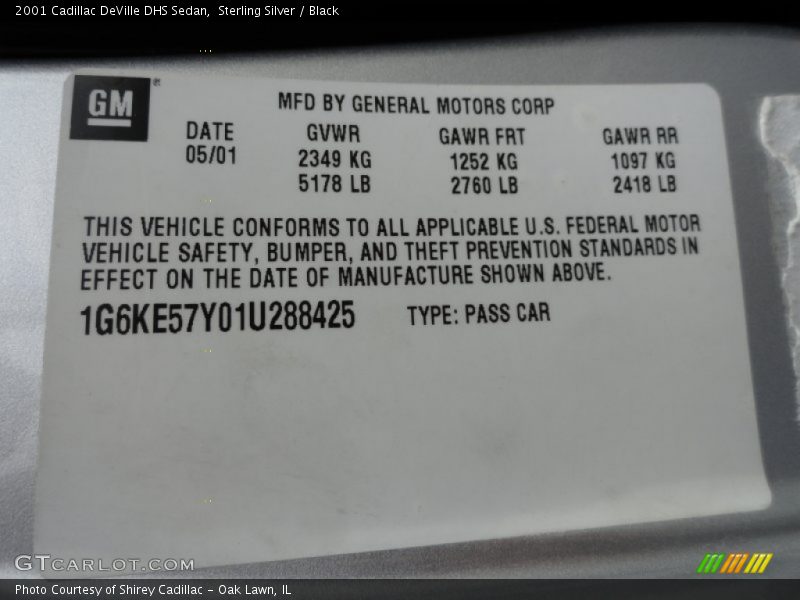 2001 Cadillac DeVille DHS Sedan,  Sterling Silver / Black
GM®
MFD BY GENERAL MOTORS CORP
DATE GVWR GAWR FRT GAWR RR
05/01 2349 KG 1252 KG 1097 KG
5178 LB 2760 LB 2418 LB
THIS VEHICLE CONFORMS TO ALL APPLICABLE U.S. FEDERAL MOTOR
VEHICLE SAFETY, BUMPER, AND THEFT PREVENTION STANDARDS IN
EFFECT ON THE DATE OF MANUFACTURE SHOWN ABOVE.
1G6KE57Y01U288425 TYPE: PASS CAR
GTCARLOT.COM
Photo Courtesy of Shirey Cadillac - Oak Lawn, IL